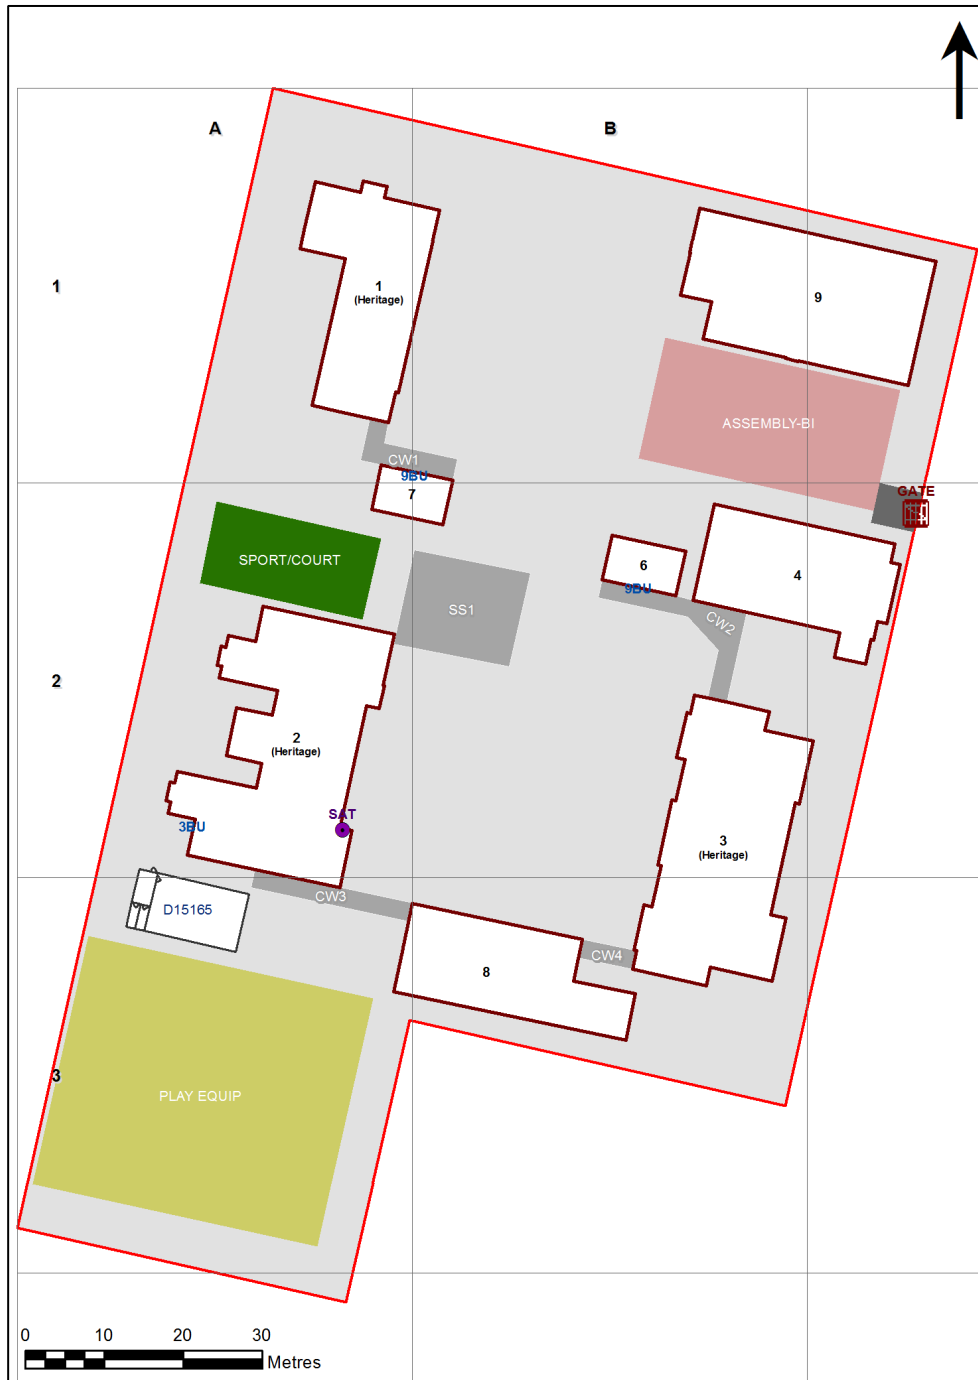 A
B
1
1
(Heritage)
9
ASSEMBLY-BI
CW1
9BU
7
GATE
SPORT/COURT
SS1
6
9BU
4
CW2
2
2
(Heritage)
SAT
3BU
3
(Heritage)
CW3
D15165
CW4
8
3
PLAY EQUIP
0 10 20 30
Metres